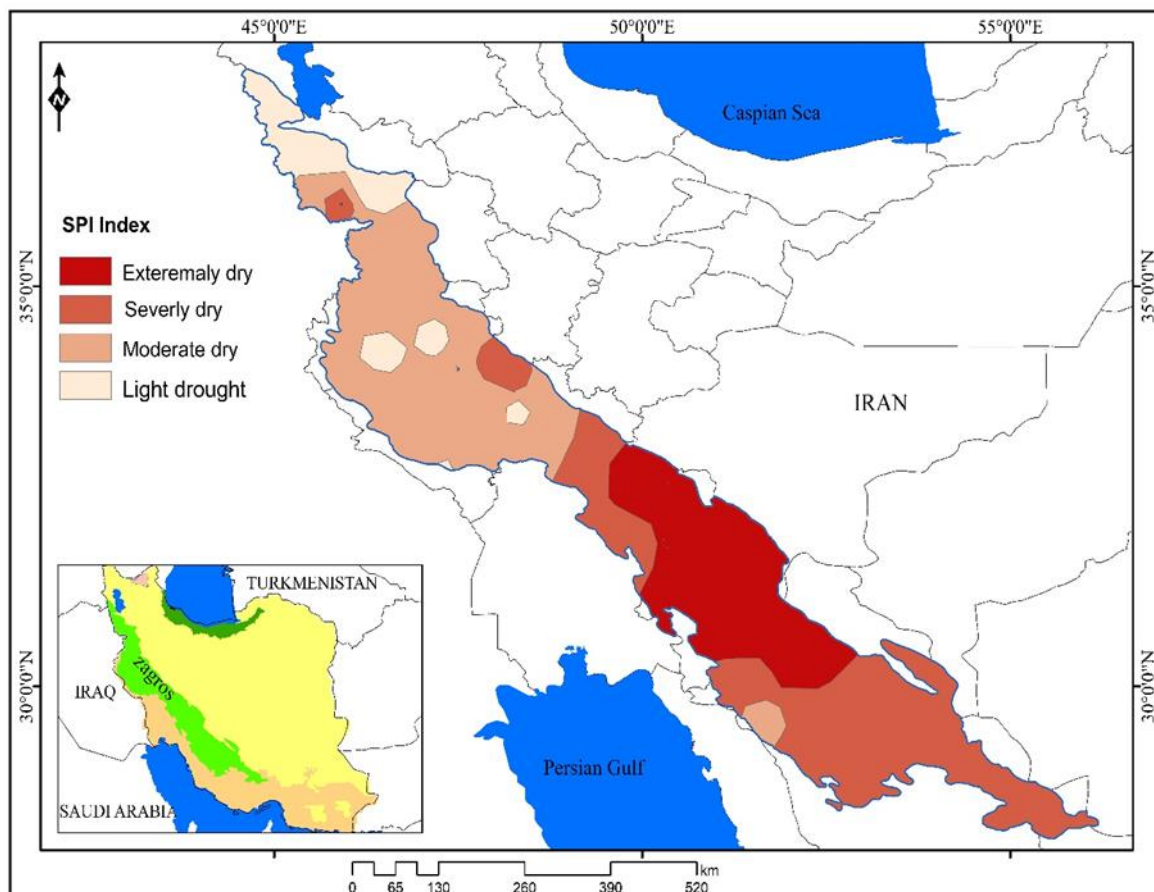 45°0'0"E 50°0'0"E 55°0'0"E
N
Caspian Sea
SPI Index
Exteremaly dry
Severly dry
Moderate dry
Light drought
35°0'0"N 35°0'0"N
IRAN
TURKMENISTAN
zagros
IRAQ
SAUDI ARABIA
30°0'0"N 30°0'0"N
Persian Gulf
km
0 65 130 260 390 520